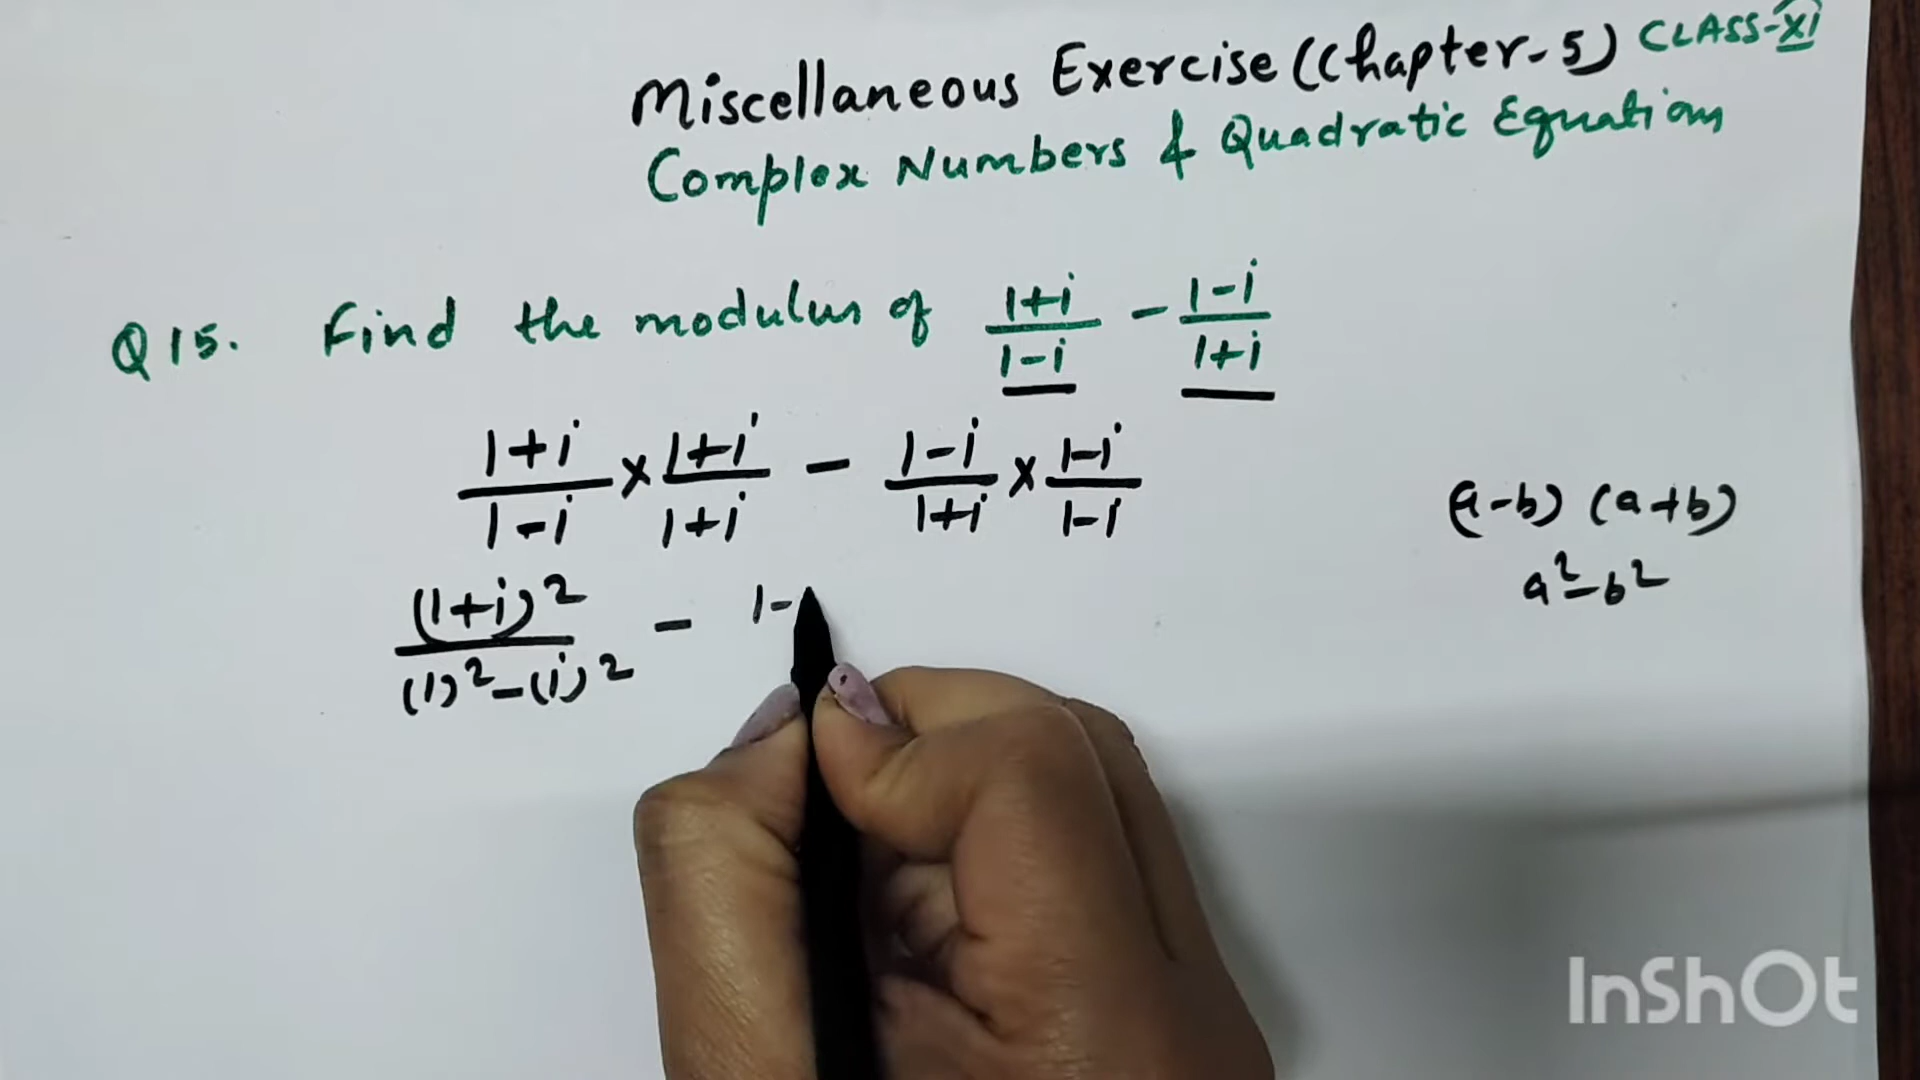 Miscellaneous Exercise (Chapter-5) CLASS-XI
Complex Numbers & Quadratic Equations
Q15. Find the modulus of (1+i)/(1-i) - (1-i)/(1+i)
(1+i)/(1-i) × (1+i)/(1+i) - (1-i)/(1+i) × (1-i)/(1-i)
(a-b) (a+b)
a²-b²
(1+i)²/((1)²-(i)²) - 1-
InShOt